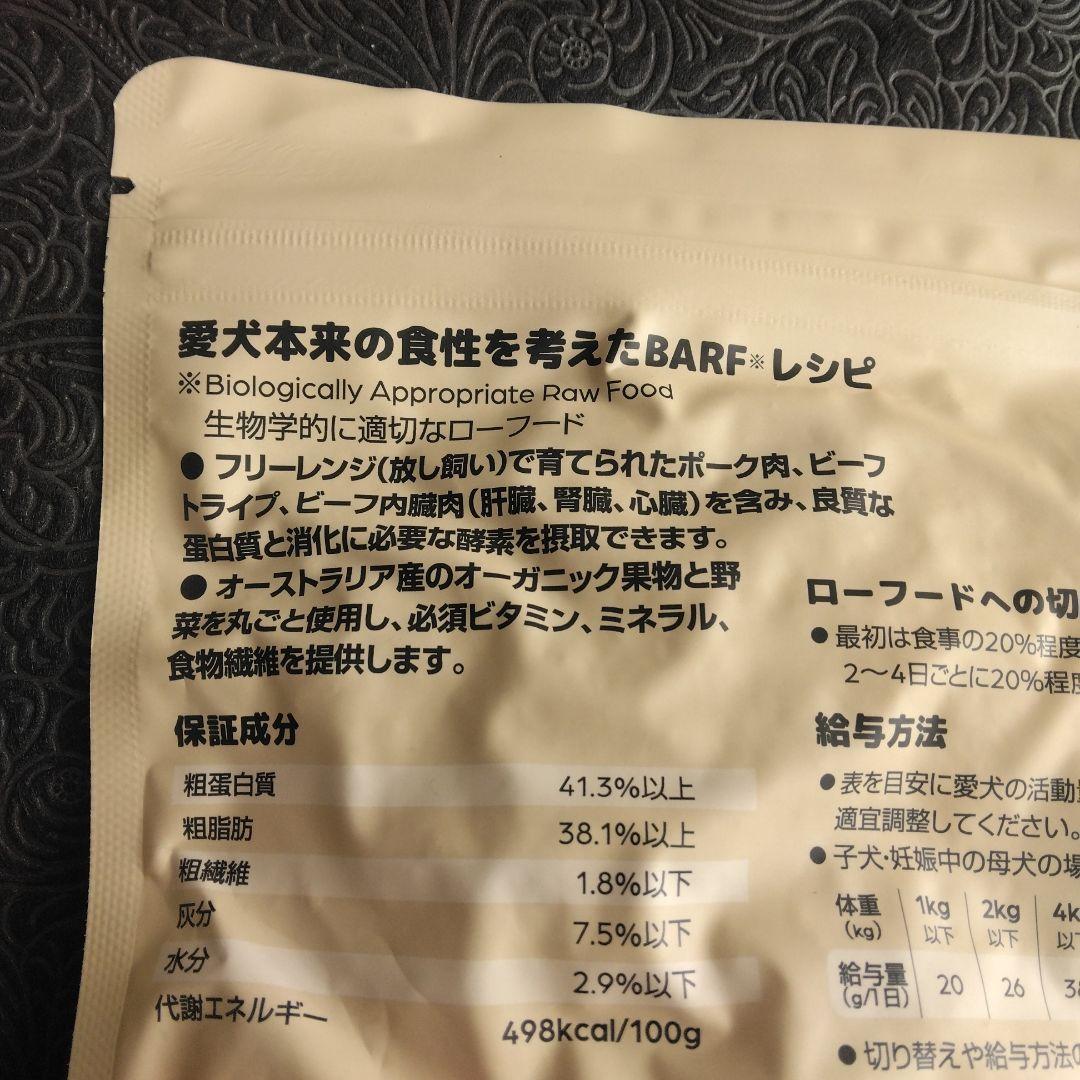 愛犬本来の食性を考えたBARF※レシピ
※Biologically Appropriate Raw Food
生物学的に適切なローフード
● フリーレンジ(放し飼い)で育てられたポーク肉、ビーフ
トライプ、ビーフ内臓肉(肝臓、腎臓、心臓)を含み、良質な
蛋白質と消化に必要な酵素を摂取できます。
● オーストラリア産のオーガニック果物と野
菜を丸ごと使用し、必須ビタミン、ミネラル、
食物繊維を提供します。
保証成分
粗蛋白質 41.3%以上
粗脂肪 38.1%以上
粗繊維 1.8%以下
灰分 7.5%以下
水分 2.9%以下
代謝エネルギー 498kcal/100g
ローフードへの切
● 最初は食事の20%程度
2〜4日ごとに20%程度
給与方法
● 表を目安に愛犬の活動
適宜調整してください。
● 子犬・妊娠中の母犬の場
体重(kg) 1kg以下 2kg以下 4k
給与量(g/1日) 20 26 38
● 切り替えや給与方法の